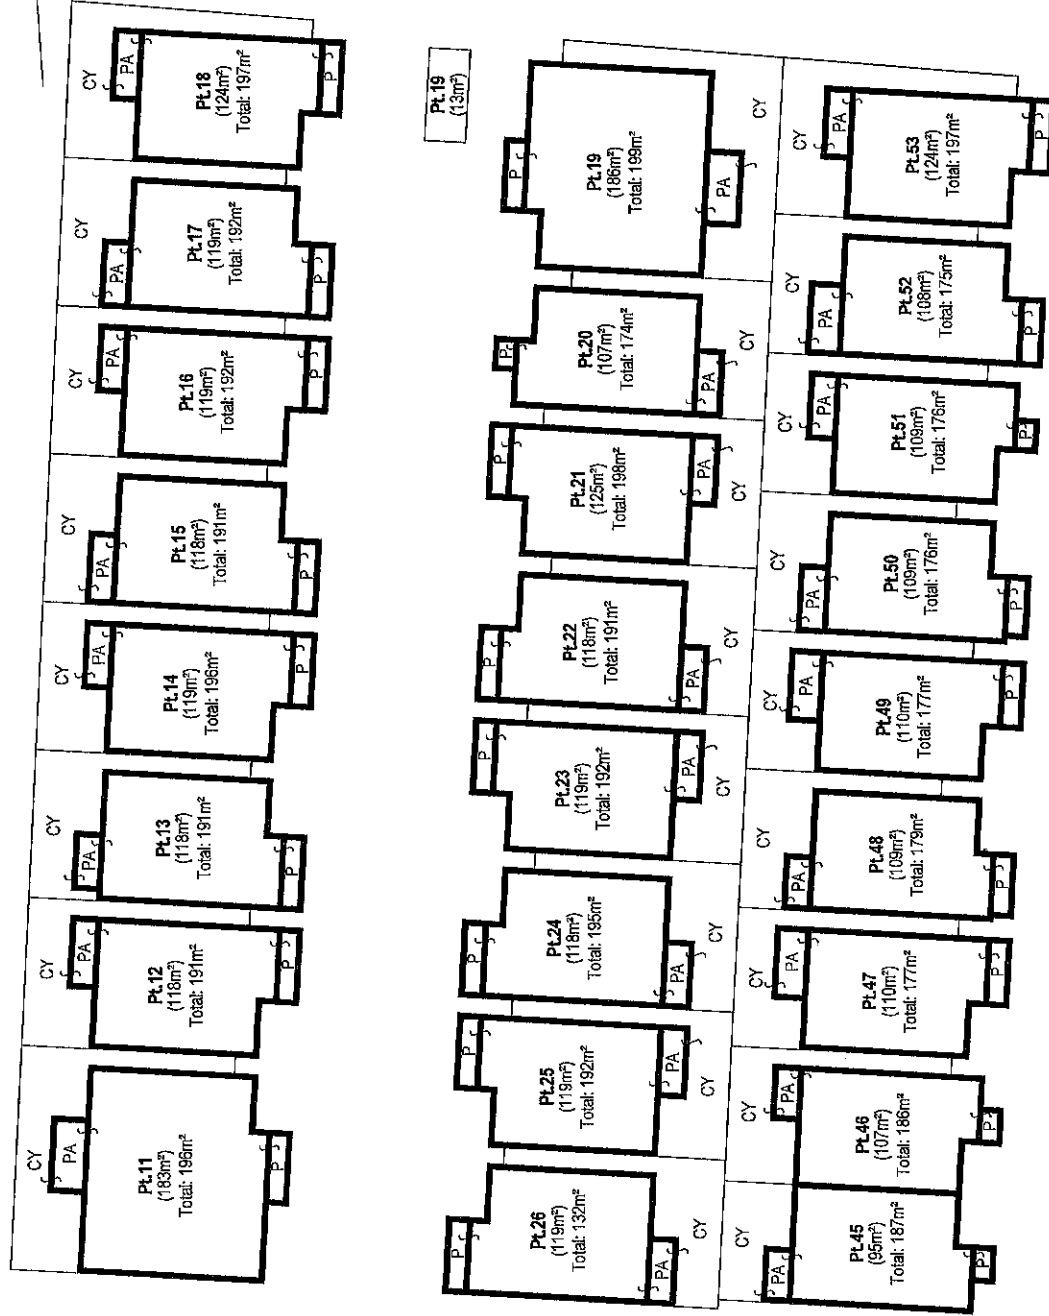 CY
PA
Pt.18
(124m²)
Total: 197m²
P
CY
PA
Pt.17
(119m²)
Total: 192m²
P
CY
PA
Pt.16
(119m²)
Total: 192m²
P
CY
PA
Pt.15
(118m²)
Total: 191m²
P
CY
PA
Pt.14
(119m²)
Total: 196m²
P
CY
PA
Pt.13
(118m²)
Total: 191m²
P
CY
PA
Pt.12
(118m²)
Total: 191m²
P
CY
PA
Pt.11
(183m²)
Total: 196m²
P
Pt.19
(13m²)
P
Pt.19
(186m²)
Total: 199m²
PA
CY
P
Pt.20
(107m²)
Total: 174m²
PA
CY
P
Pt.21
(125m²)
Total: 198m²
PA
CY
P
Pt.22
(118m²)
Total: 191m²
PA
CY
P
Pt.23
(119m²)
Total: 192m²
PA
CY
P
Pt.24
(118m²)
Total: 195m²
PA
CY
P
Pt.25
(119m²)
Total: 192m²
PA
CY
P
Pt.26
(119m²)
Total: 132m²
PA
CY
CY
PA
Pt.53
(124m²)
Total: 197m²
P
CY
PA
Pt.52
(108m²)
Total: 175m²
P
CY
PA
Pt.51
(109m²)
Total: 176m²
P
CY
PA
Pt.50
(109m²)
Total: 176m²
P
CY
PA
Pt.49
(110m²)
Total: 177m²
P
CY
PA
Pt.48
(109m²)
Total: 179m²
P
CY
PA
Pt.47
(110m²)
Total: 177m²
P
CY
PA
Pt.46
(107m²)
Total: 186m²
P
CY
PA
Pt.45
(95m²)
Total: 187m²
P